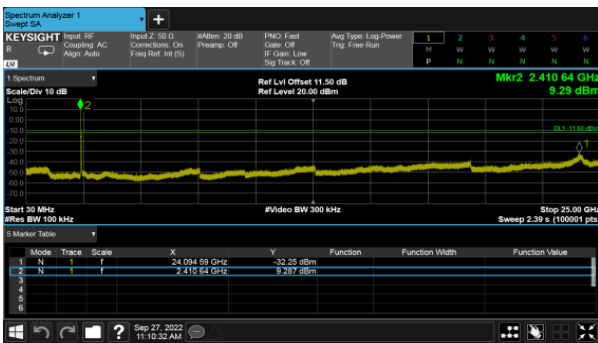 Spectrum Analyzer 1
Swept SA
KEYSIGHT Input: RF Input Z: 50 Ω #Atten: 20 dB PNO: Fast Avg Type: Log-Power 1 2 3 4 5 6
R Coupling: AC Corrections: On Preamp: Off Gate: Off Trig: Free Run M W W W W W
Align: Auto Freq Ref: Int (S) IF Gain: Low P N N N N N
Sig Track: Off
LXI
1 Spectrum Ref Lvl Offset 11.50 dB Mkr2 2.410 64 GHz
Scale/Div 10 dB Ref Level 20.00 dBm 9.29 dBm
Log
10.0
0.00
-10.0
-20.0
-30.0
-40.0
-50.0
-60.0
-70.0
2
DL1 -11.60 dBm
1
Start 30 MHz #Video BW 300 kHz Stop 25.00 GHz
#Res BW 100 kHz Sweep 2.39 s (100001 pts)
5 Marker Table
Mode Trace Scale X Y Function Function Width Function Value
1 N 1 f 24.094 59 GHz -32.25 dBm
2 N 1 f 2.410 64 GHz 9.287 dBm
3
4
5
6
? Sep 27, 2022
11:10:32 AM